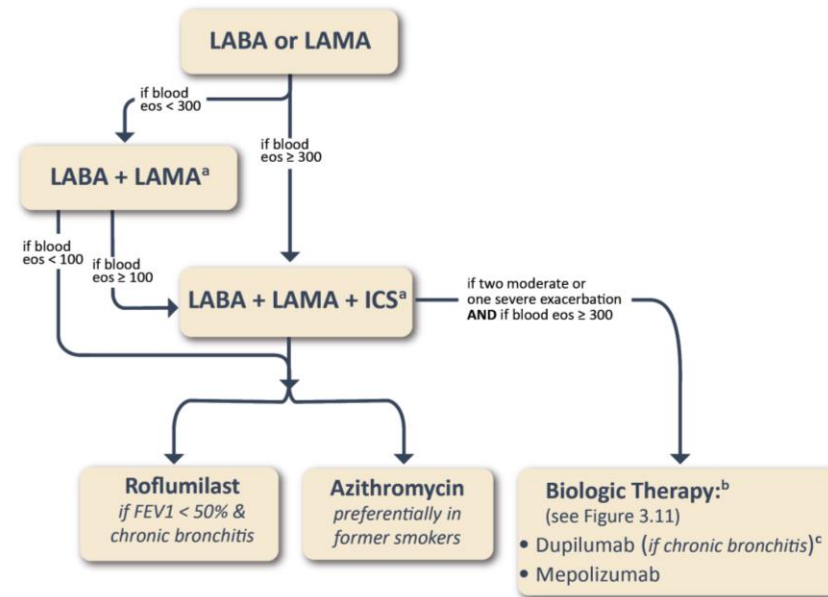 LABA or LAMA
if blood
eos < 300
if blood
eos ≥ 300
LABA + LAMAᵃ
if blood
eos < 100
if blood
eos ≥ 100
LABA + LAMA + ICSᵃ
if two moderate or
one severe exacerbation
AND if blood eos ≥ 300
Roflumilast
if FEV1 < 50% &
chronic bronchitis
Azithromycin
preferentially in
former smokers
Biologic Therapy:ᵇ
(see Figure 3.11)
• Dupilumab (if chronic bronchitis)ᶜ
• Mepolizumab